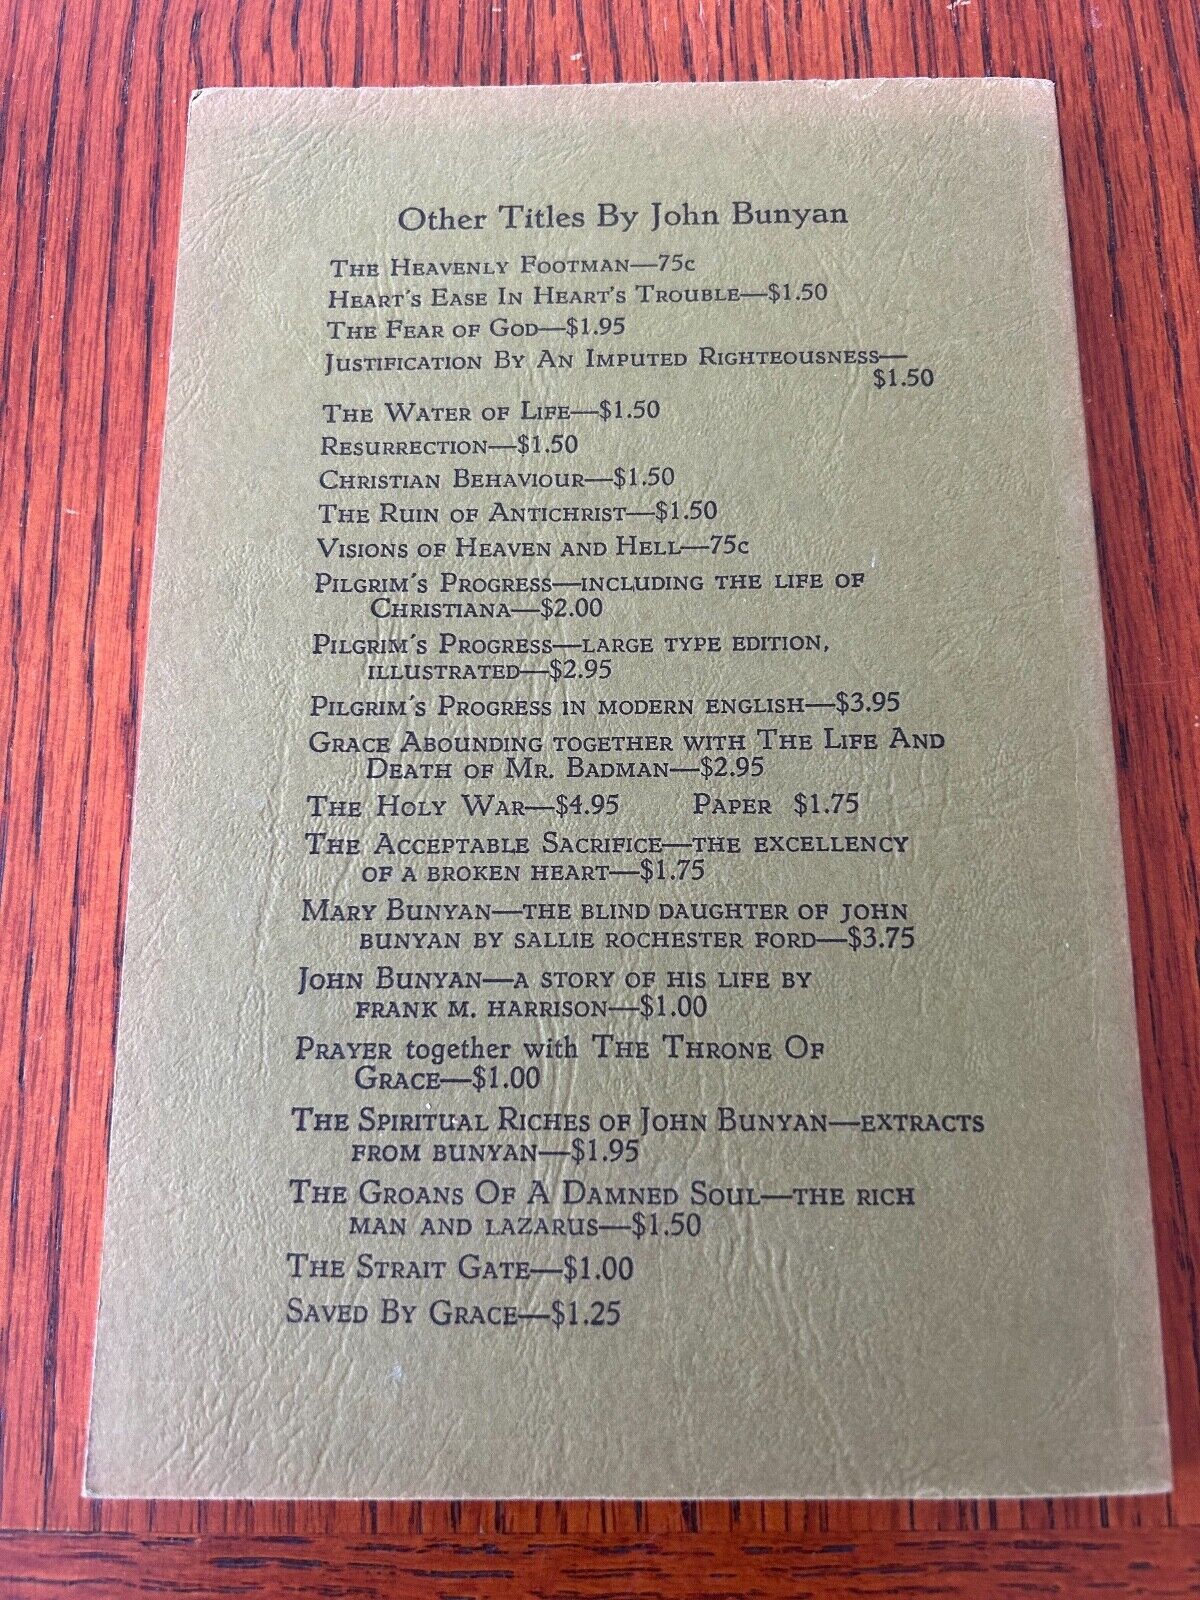 Other Titles By John Bunyan
THE HEAVENLY FOOTMAN—75c
HEART'S EASE IN HEART'S TROUBLE—$1.50
THE FEAR OF GOD—$1.95
JUSTIFICATION BY AN IMPUTED RIGHTEOUSNESS—
$1.50
THE WATER OF LIFE—$1.50
RESURRECTION—$1.50
CHRISTIAN BEHAVIOUR—$1.50
THE RUIN OF ANTICHRIST—$1.50
VISIONS OF HEAVEN AND HELL—75c
PILGRIM'S PROGRESS—INCLUDING THE LIFE OF
CHRISTIANA—$2.00
PILGRIM'S PROGRESS—LARGE TYPE EDITION,
ILLUSTRATED—$2.95
PILGRIM'S PROGRESS IN MODERN ENGLISH—$3.95
GRACE ABOUNDING TOGETHER WITH THE LIFE AND
DEATH OF MR. BADMAN—$2.95
THE HOLY WAR—$4.95 PAPER $1.75
THE ACCEPTABLE SACRIFICE—THE EXCELLENCY
OF A BROKEN HEART—$1.75
MARY BUNYAN—THE BLIND DAUGHTER OF JOHN
BUNYAN BY SALLIE ROCHESTER FORD—$3.75
JOHN BUNYAN—A STORY OF HIS LIFE BY
FRANK M. HARRISON—$1.00
PRAYER together with THE THRONE OF
GRACE—$1.00
THE SPIRITUAL RICHES OF JOHN BUNYAN—EXTRACTS
FROM BUNYAN—$1.95
THE GROANS OF A DAMNED SOUL—THE RICH
MAN AND LAZARUS—$1.50
THE STRAIT GATE—$1.00
SAVED BY GRACE—$1.25